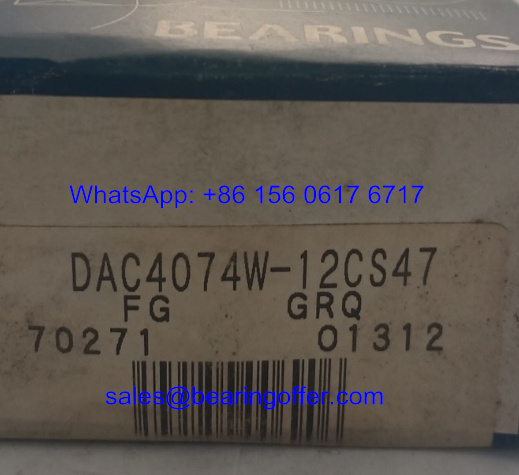 BEARINGS
WhatsApp: +86 156 0617 6717
DAC4074W-12CS47
FG GRQ
70271 01312
sales@bearingoffer.com